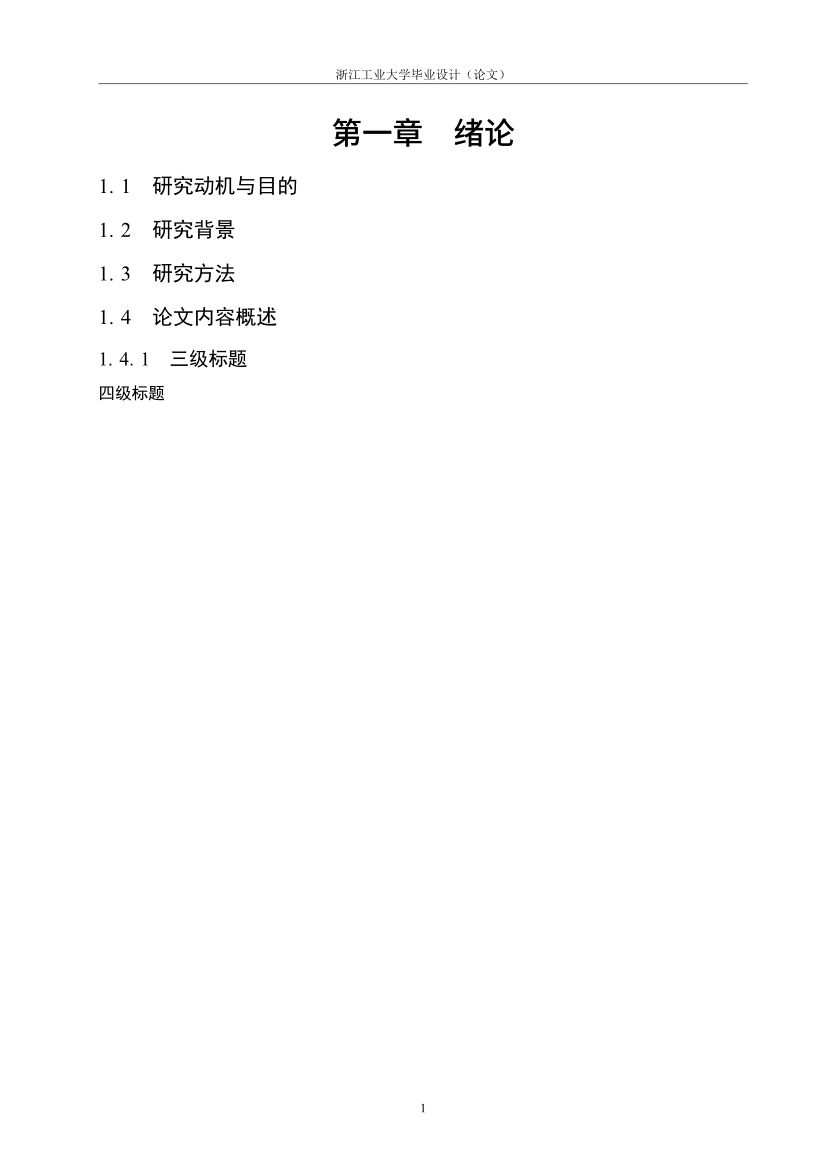 浙江工业大学毕业设计（论文）
第一章　绪论
1. 1　研究动机与目的
1. 2　研究背景
1. 3　研究方法
1. 4　论文内容概述
1. 4. 1　三级标题
四级标题
1